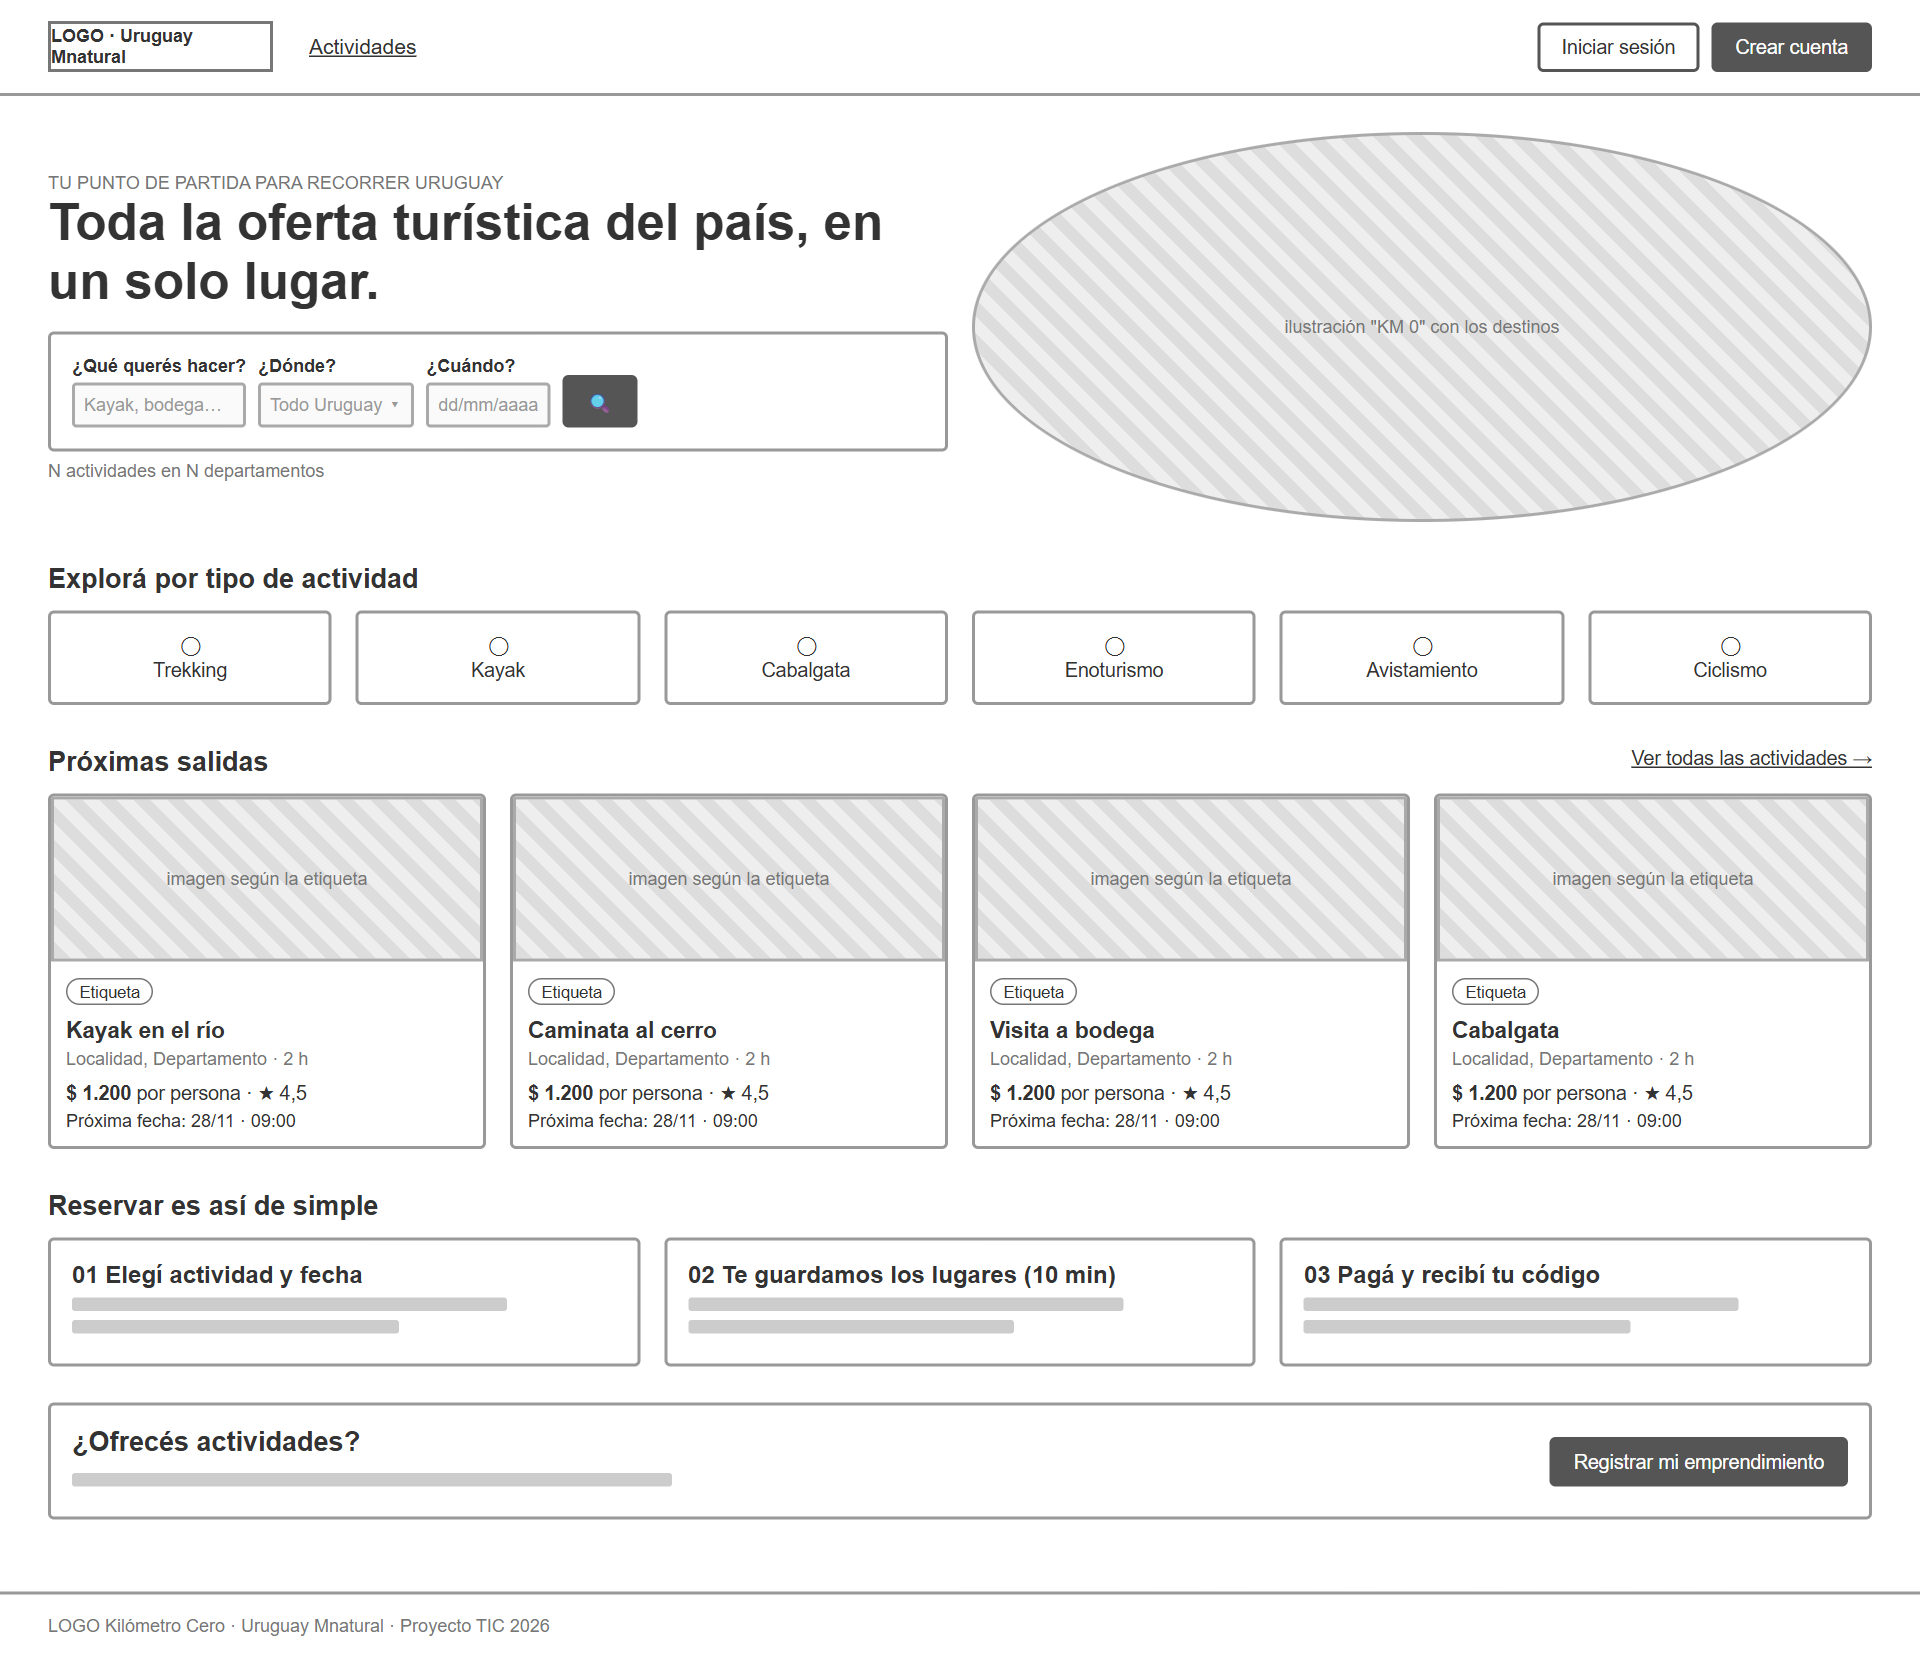 LOGO · Uruguay
Mnatural
Actividades
Iniciar sesión
Crear cuenta
TU PUNTO DE PARTIDA PARA RECORRER URUGUAY
Toda la oferta turística del país, en
un solo lugar.
¿Qué querés hacer?
¿Dónde?
¿Cuándo?
Kayak, bodega...
Todo Uruguay ▾
dd/mm/aaaa
N actividades en N departamentos
ilustración "KM 0" con los destinos
Explorá por tipo de actividad
Trekking
Kayak
Cabalgata
Enoturismo
Avistamiento
Ciclismo
Próximas salidas
Ver todas las actividades →
imagen según la etiqueta
Etiqueta
Kayak en el río
Localidad, Departamento · 2 h
$ 1.200 por persona · ★ 4,5
Próxima fecha: 28/11 · 09:00
imagen según la etiqueta
Etiqueta
Caminata al cerro
Localidad, Departamento · 2 h
$ 1.200 por persona · ★ 4,5
Próxima fecha: 28/11 · 09:00
imagen según la etiqueta
Etiqueta
Visita a bodega
Localidad, Departamento · 2 h
$ 1.200 por persona · ★ 4,5
Próxima fecha: 28/11 · 09:00
imagen según la etiqueta
Etiqueta
Cabalgata
Localidad, Departamento · 2 h
$ 1.200 por persona · ★ 4,5
Próxima fecha: 28/11 · 09:00
Reservar es así de simple
01 Elegí actividad y fecha
02 Te guardamos los lugares (10 min)
03 Pagá y recibí tu código
¿Ofrecés actividades?
Registrar mi emprendimiento
LOGO Kilómetro Cero · Uruguay Mnatural · Proyecto TIC 2026